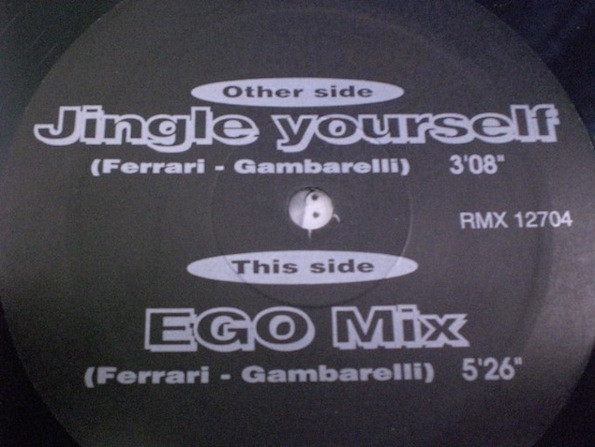 Other side
Jingle yourself
(Ferrari - Gambarelli) 3'08"
RMX 12704
This side
EGO Mix
(Ferrari - Gambarelli) 5'26"